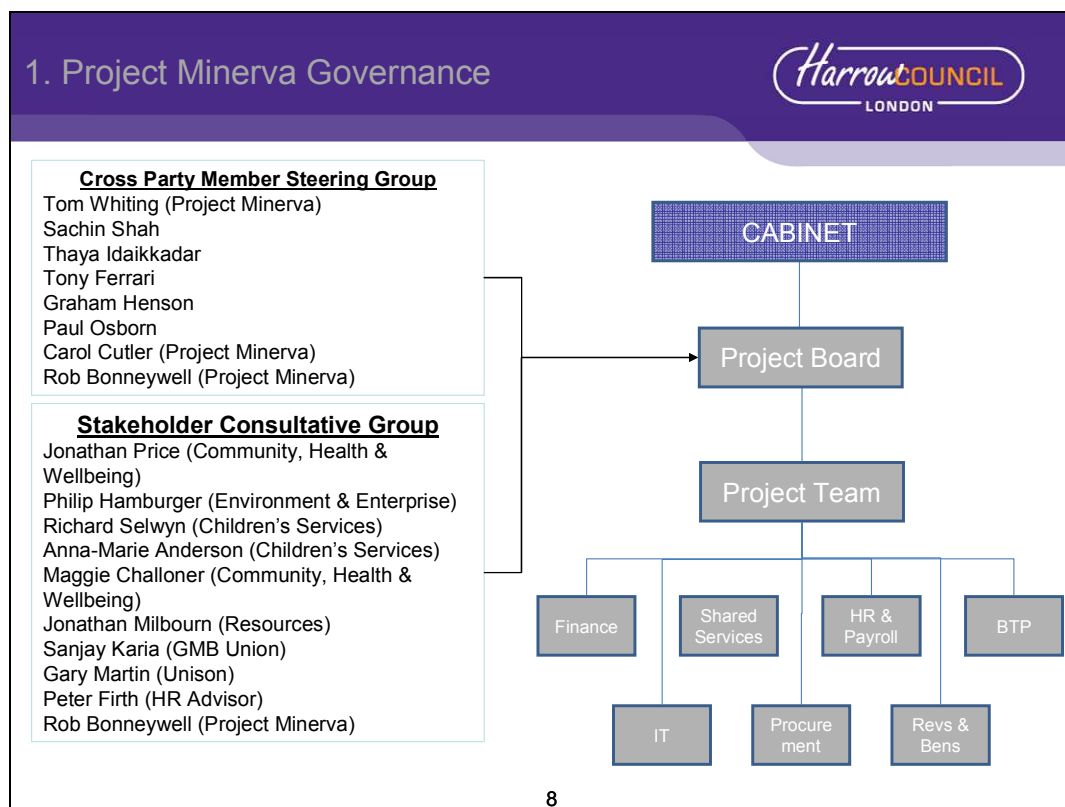 1. Project Minerva Governance
HarrowCOUNCIL
LONDON
Cross Party Member Steering Group
Tom Whiting (Project Minerva)
Sachin Shah
Thaya Idaikkadar
Tony Ferrari
Graham Henson
Paul Osborn
Carol Cutler (Project Minerva)
Rob Bonneywell (Project Minerva)
Stakeholder Consultative Group
Jonathan Price (Community, Health &
Wellbeing)
Philip Hamburger (Environment & Enterprise)
Richard Selwyn (Children's Services)
Anna-Marie Anderson (Children's Services)
Maggie Challoner (Community, Health &
Wellbeing)
Jonathan Milbourn (Resources)
Sanjay Karia (GMB Union)
Gary Martin (Unison)
Peter Firth (HR Advisor)
Rob Bonneywell (Project Minerva)
CABINET
Project Board
Project Team
Finance
Shared
Services
HR &
Payroll
BTP
IT
Procure
ment
Revs &
Bens
8